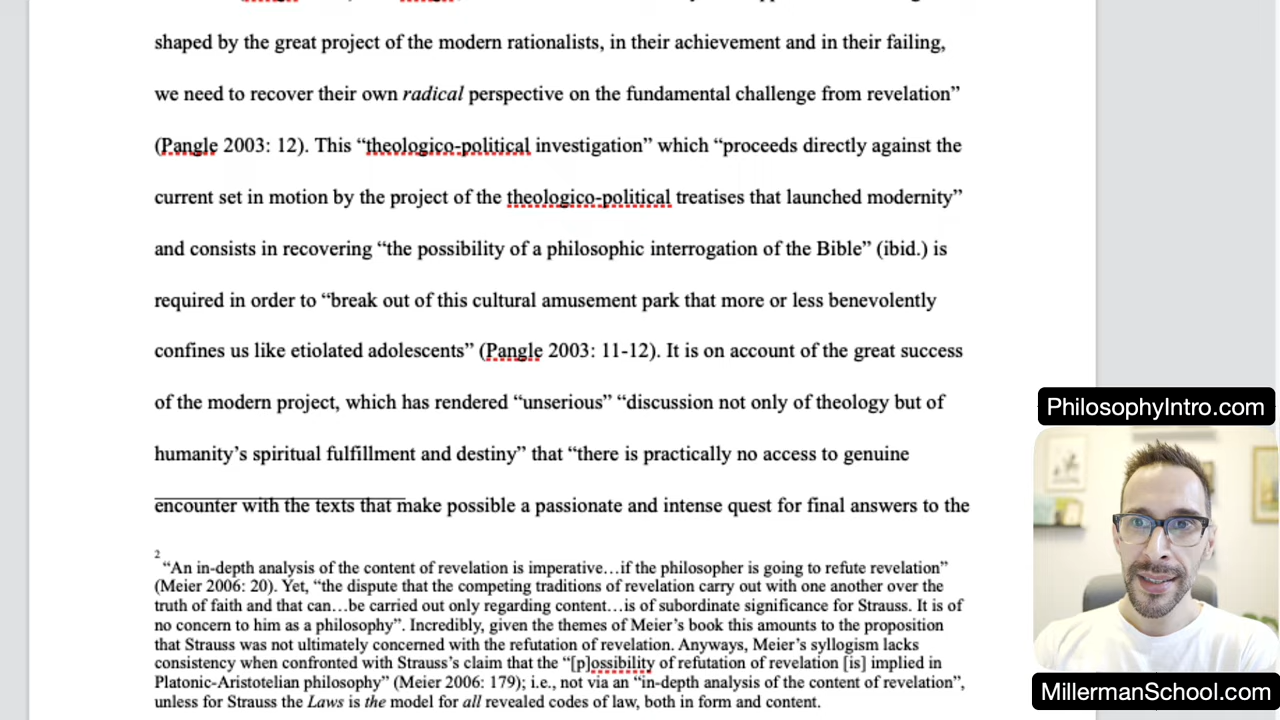 shaped by the great project of the modern rationalists, in their achievement and in their failing,
we need to recover their own radical perspective on the fundamental challenge from revelation”
(Pangle 2003: 12). This “theologico-political investigation” which “proceeds directly against the
current set in motion by the project of the theologico-political treatises that launched modernity”
and consists in recovering “the possibility of a philosophic interrogation of the Bible” (ibid.) is
required in order to “break out of this cultural amusement park that more or less benevolently
confines us like etiolated adolescents” (Pangle 2003: 11-12). It is on account of the great success
of the modern project, which has rendered “unserious” “discussion not only of theology but of
humanity’s spiritual fulfillment and destiny” that “there is practically no access to genuine
encounter with the texts that make possible a passionate and intense quest for final answers to the
2 “An in-depth analysis of the content of revelation is imperative…if the philosopher is going to refute revelation”
(Meier 2006: 20). Yet, “the dispute that the competing traditions of revelation carry out with one another over the
truth of faith and that can…be carried out only regarding content…is of subordinate significance for Strauss. It is of
no concern to him as a philosophy”. Incredibly, given the themes of Meier’s book this amounts to the proposition
that Strauss was not ultimately concerned with the refutation of revelation. Anyways, Meier’s syllogism lacks
consistency when confronted with Strauss’s claim that the “[p]ossibility of refutation of revelation [is] implied in
Platonic-Aristotelian philosophy” (Meier 2006: 179); i.e., not via an “in-depth analysis of the content of revelation”,
unless for Strauss the Laws is the model for all revealed codes of law, both in form and content.
PhilosophyIntro.com
MillermanSchool.com